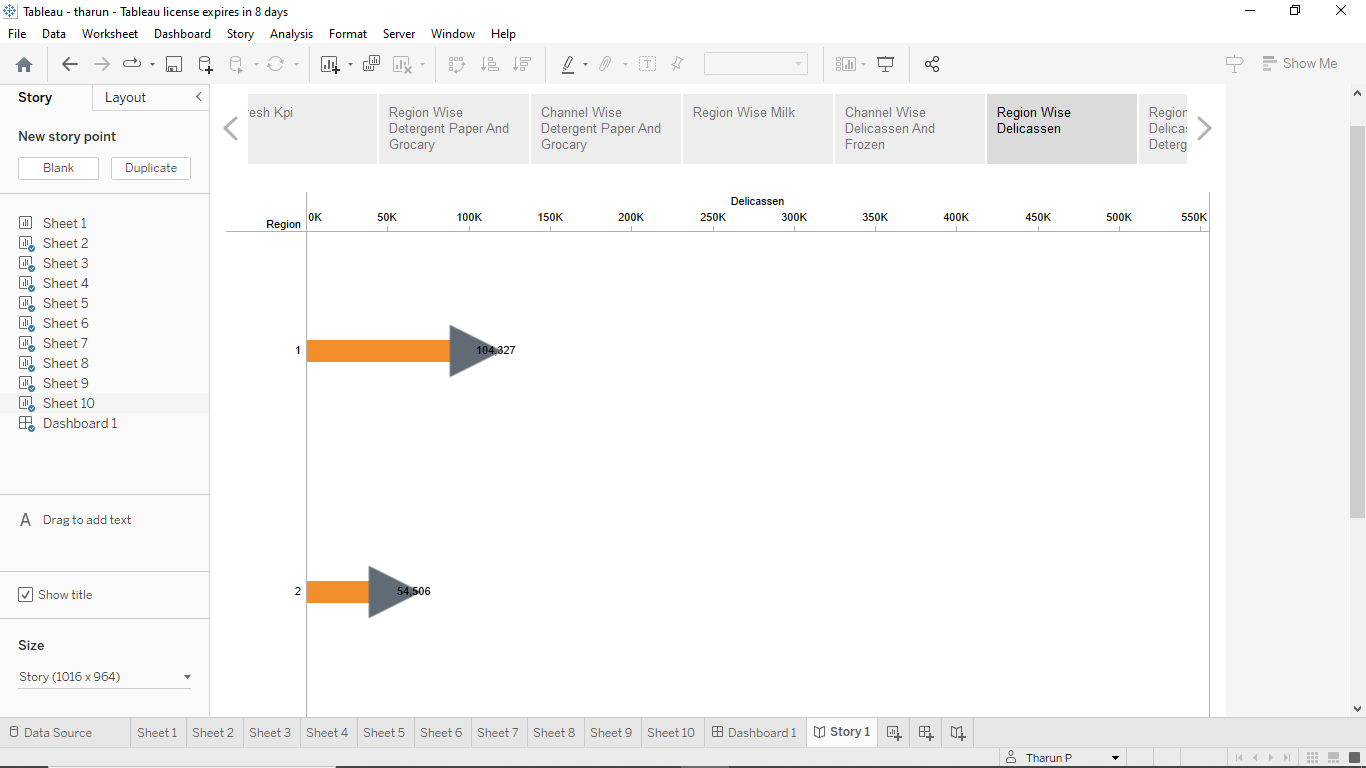 Tableau - tharun - Tableau license expires in 8 days
File Data Worksheet Dashboard Story Analysis Format Server Window Help
Show Me
Story Layout
New story point
Blank Duplicate
Sheet 1
Sheet 2
Sheet 3
Sheet 4
Sheet 5
Sheet 6
Sheet 7
Sheet 8
Sheet 9
Sheet 10
Dashboard 1
A Drag to add text
Show title
Size
Story (1016 x 964)
resh Kpi
Region Wise
Detergent Paper And
Grocary
Channel Wise
Detergent Paper And
Grocary
Region Wise Milk
Channel Wise
Delicassen And
Frozen
Region Wise
Delicassen
Region
Delicas
Deterg
Delicassen
Region 0K 50K 100K 150K 200K 250K 300K 350K 400K 450K 500K 550K
1 104,327
2 54,506
Data Source Sheet 1 Sheet 2 Sheet 3 Sheet 4 Sheet 5 Sheet 6 Sheet 7 Sheet 8 Sheet 9 Sheet 10 Dashboard 1 Story 1
Tharun P